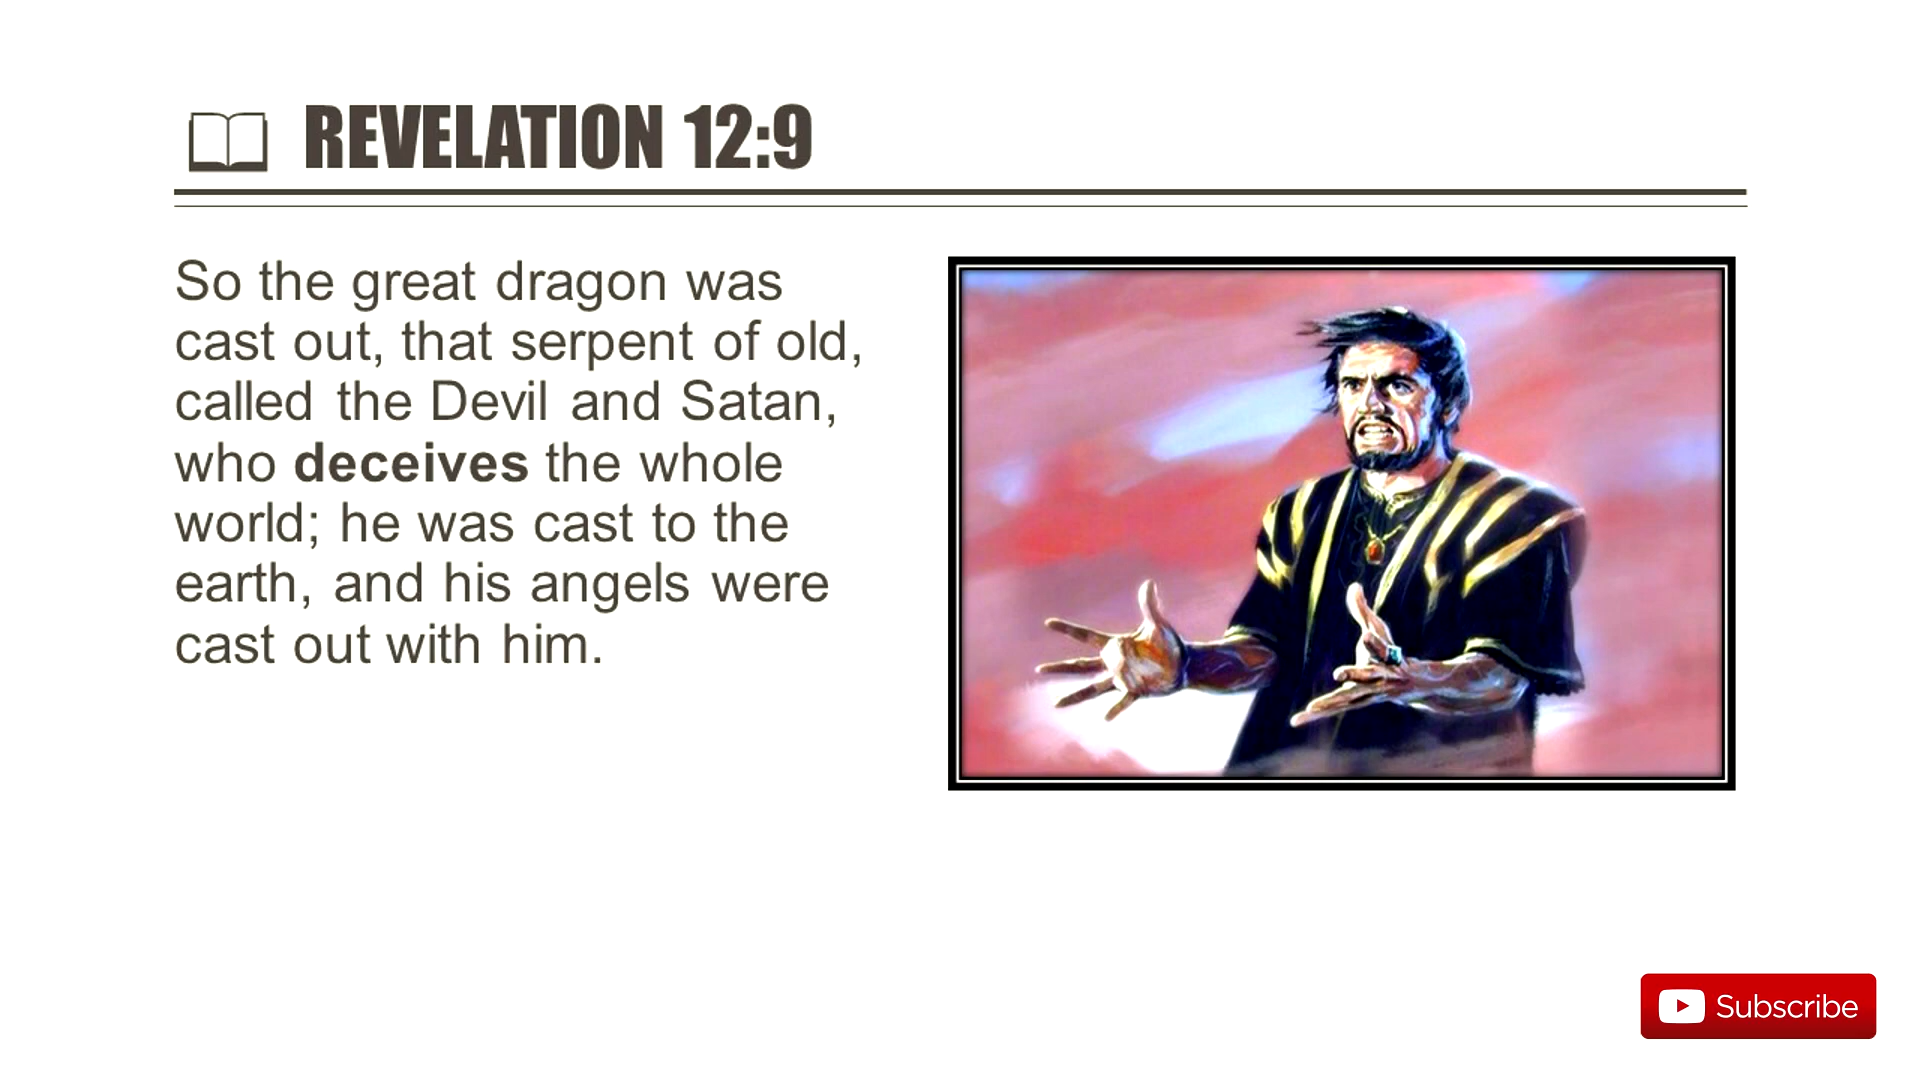 REVELATION 12:9
So the great dragon was
cast out, that serpent of old,
called the Devil and Satan,
who deceives the whole
world; he was cast to the
earth, and his angels were
cast out with him.
Subscribe